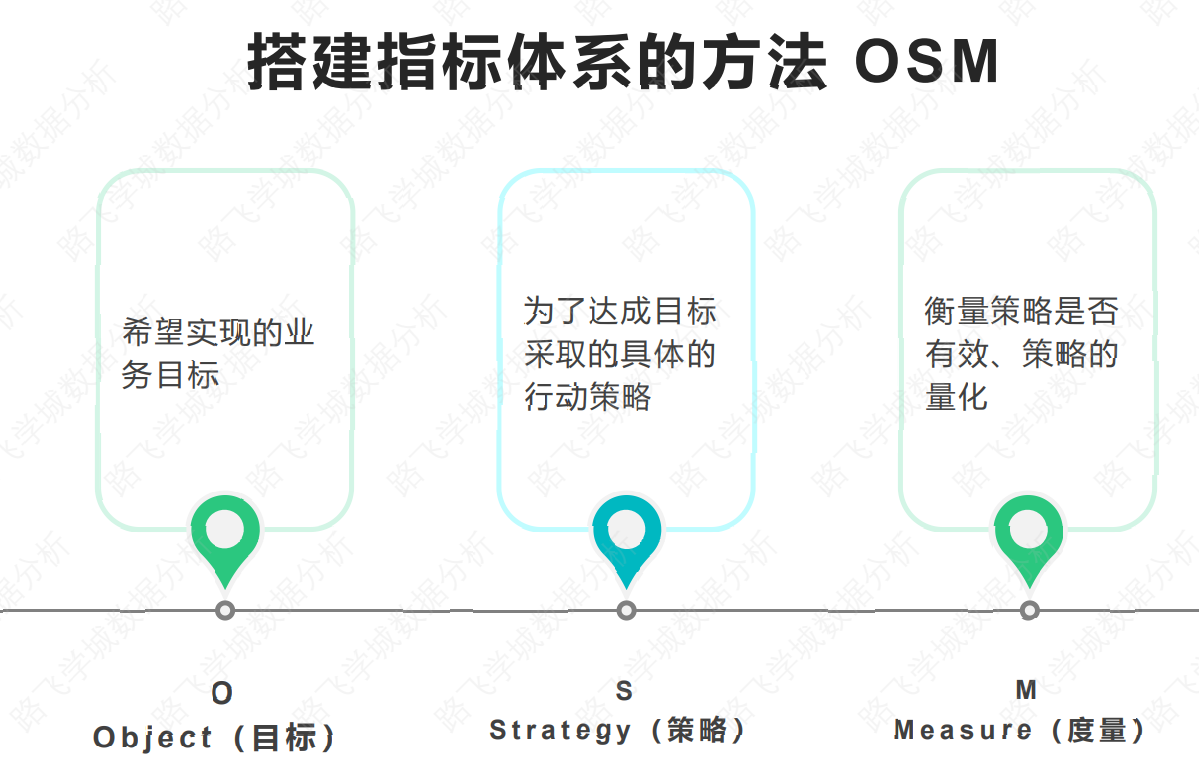 搭建指标体系的方法 OSM
希望实现的业
务目标
为了达成目标
采取的具体的
行动策略
衡量策略是否
有效、策略的
量化
O
Object（目标）
S
Strategy（策略）
M
Measure（度量）
路飞学城数据分析